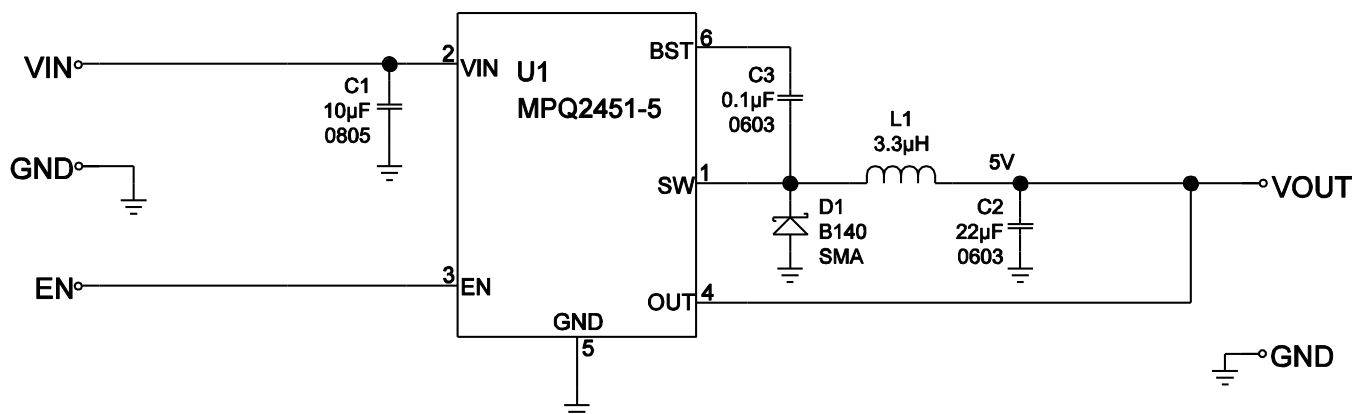 VIN
2
VIN
C1
10µF
0805
GND
EN
3
EN
U1
MPQ2451-5
GND
5
BST
6
C3
0.1µF
0603
SW
1
L1
3.3µH
5V
D1
B140
SMA
C2
22µF
0603
VOUT
OUT
4
GND